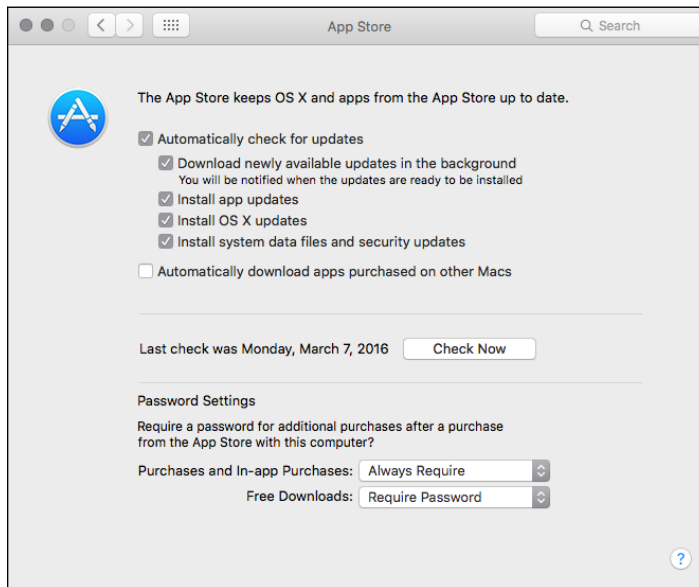 App Store
Search
The App Store keeps OS X and apps from the App Store up to date.
Automatically check for updates
Download newly available updates in the background
You will be notified when the updates are ready to be installed
Install app updates
Install OS X updates
Install system data files and security updates
Automatically download apps purchased on other Macs
Last check was Monday, March 7, 2016 Check Now
Password Settings
Require a password for additional purchases after a purchase
from the App Store with this computer?
Purchases and In-app Purchases: Always Require
Free Downloads: Require Password
?